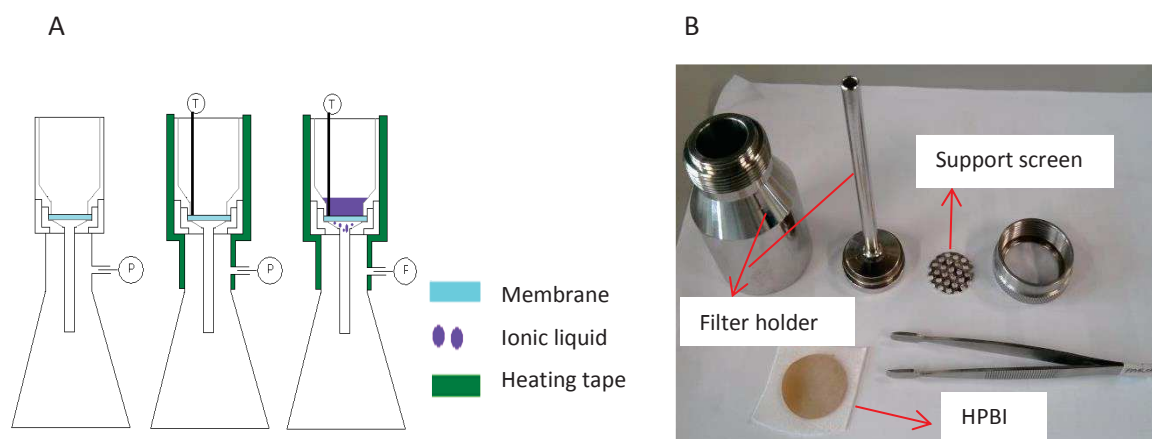 A
B
T
T
P
P
F
Membrane
Ionic liquid
Heating tape
Support screen
Filter holder
HPBI